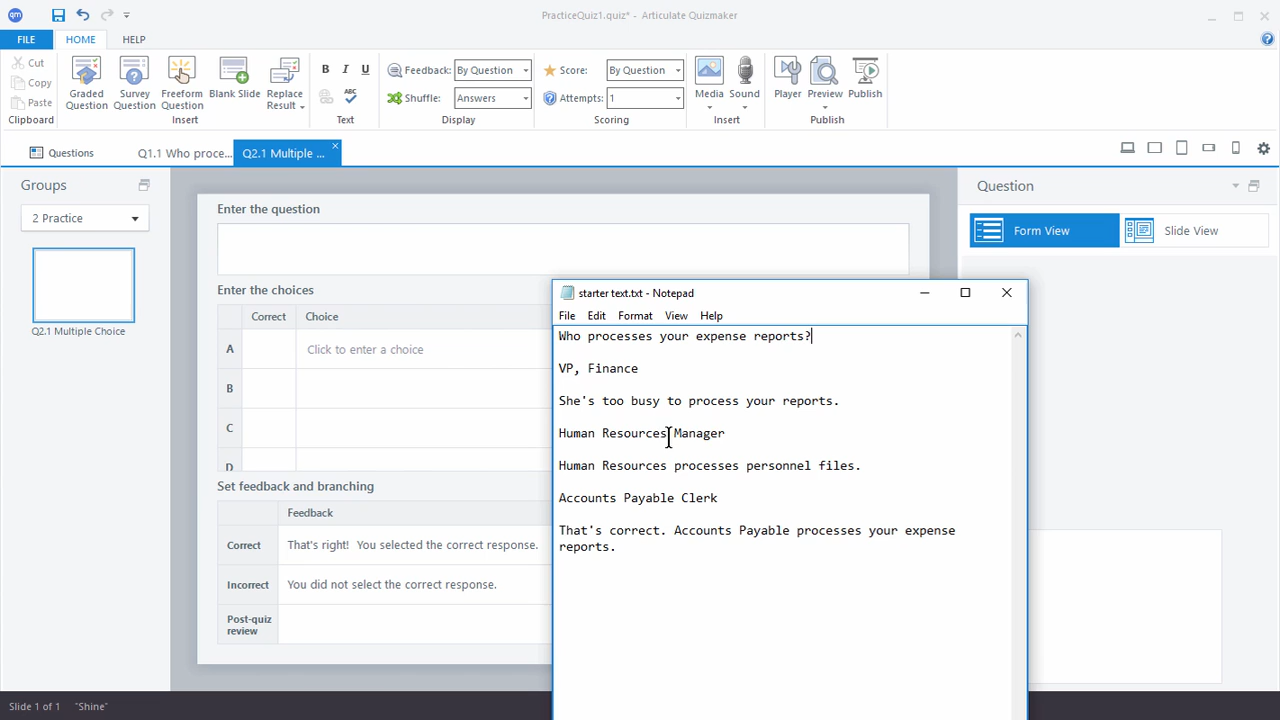 qm
PracticeQuiz1.quiz* - Articulate Quizmaker
FILE HOME HELP
Cut
Copy
Paste
Clipboard
Graded Question
Survey Question
Freeform Question
Blank Slide
Replace Result
Insert
B I U
ABC
Text
Feedback: By Question
Shuffle: Answers
Display
Score: By Question
Attempts: 1
Scoring
Media
Sound
Insert
Player
Preview
Publish
Publish
Questions
Q1.1 Who proce...
Q2.1 Multiple ...
Groups
2 Practice
Q2.1 Multiple Choice
Enter the question
Enter the choices
Correct Choice
A Click to enter a choice
B
C
D
Set feedback and branching
Feedback
Correct That's right! You selected the correct response.
Incorrect You did not select the correct response.
Post-quiz
review
Question
Form View
Slide View
starter text.txt - Notepad
File Edit Format View Help
Who processes your expense reports?
VP, Finance
She's too busy to process your reports.
Human Resources Manager
Human Resources processes personnel files.
Accounts Payable Clerk
That's correct. Accounts Payable processes your expense
reports.
Slide 1 of 1 "Shine"